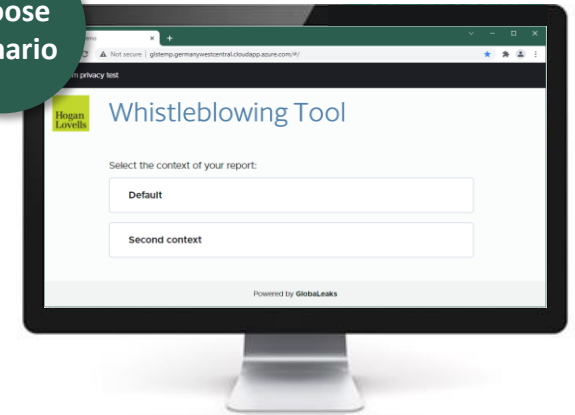 oose
nario
Not secure | glstemp.germanywestcentral.cloudapp.azure.com/#/
privacy test
Hogan
Lovells
Whistleblowing Tool
Select the context of your report:
Default
Second context
Powered by GlobaLeaks